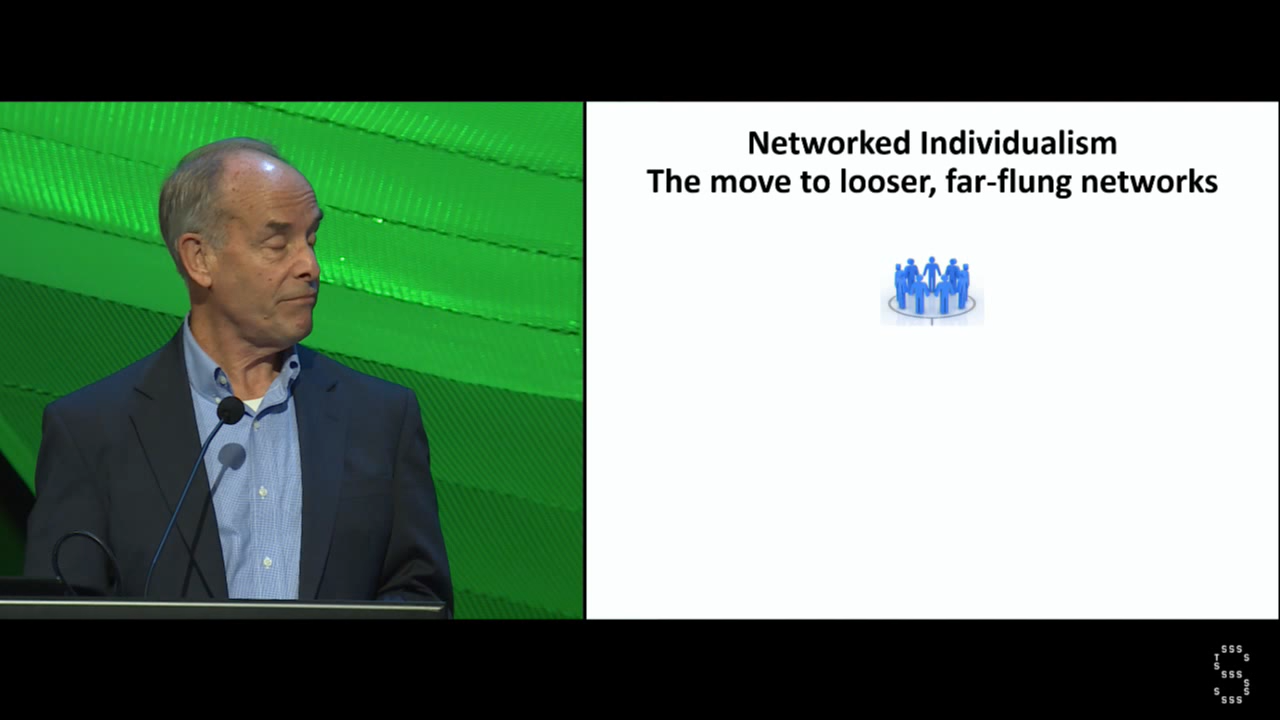 Networked Individualism
The move to looser, far-flung networks